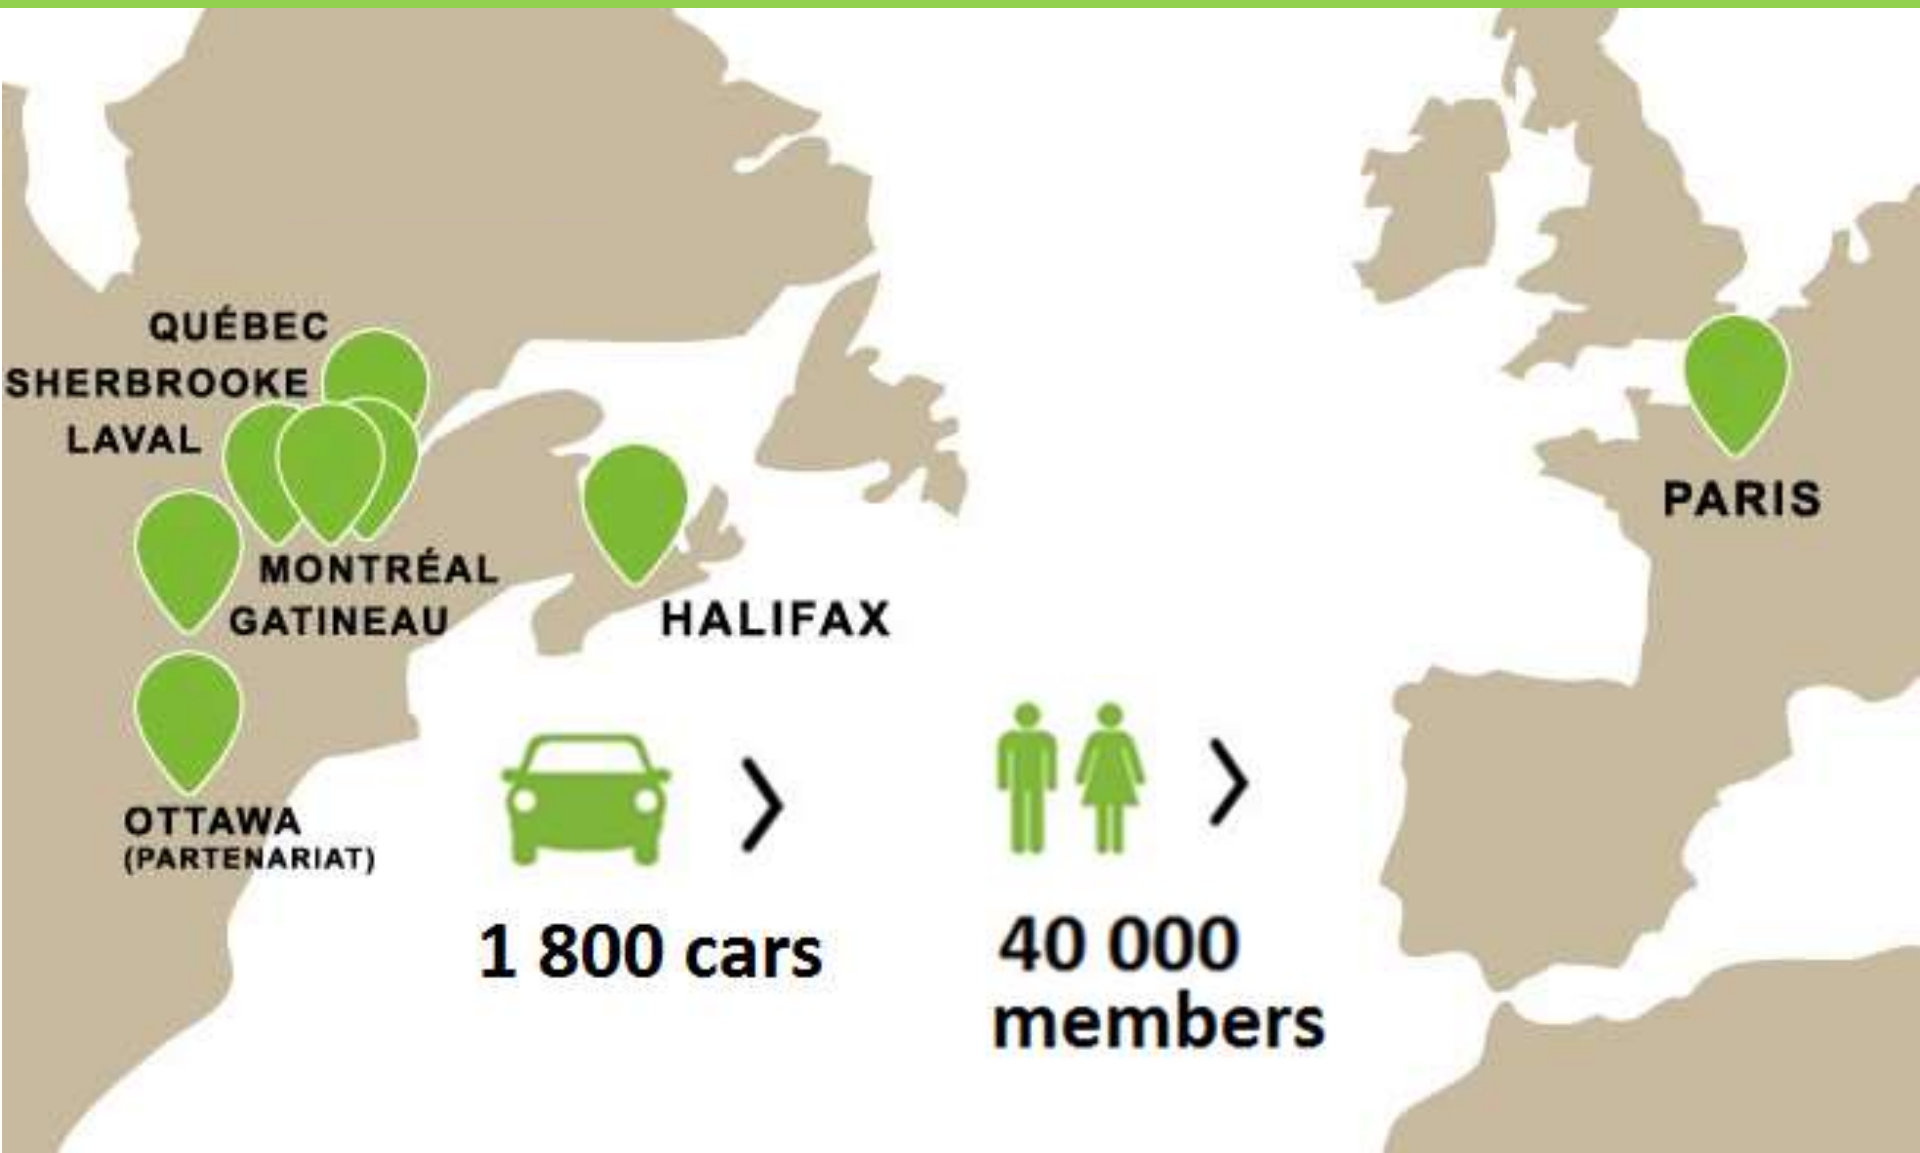 QUÉBEC
SHERBROOKE
LAVAL
MONTRÉAL
GATINEAU
OTTAWA
(PARTENARIAT)
HALIFAX
PARIS
1 800 cars
40 000
members